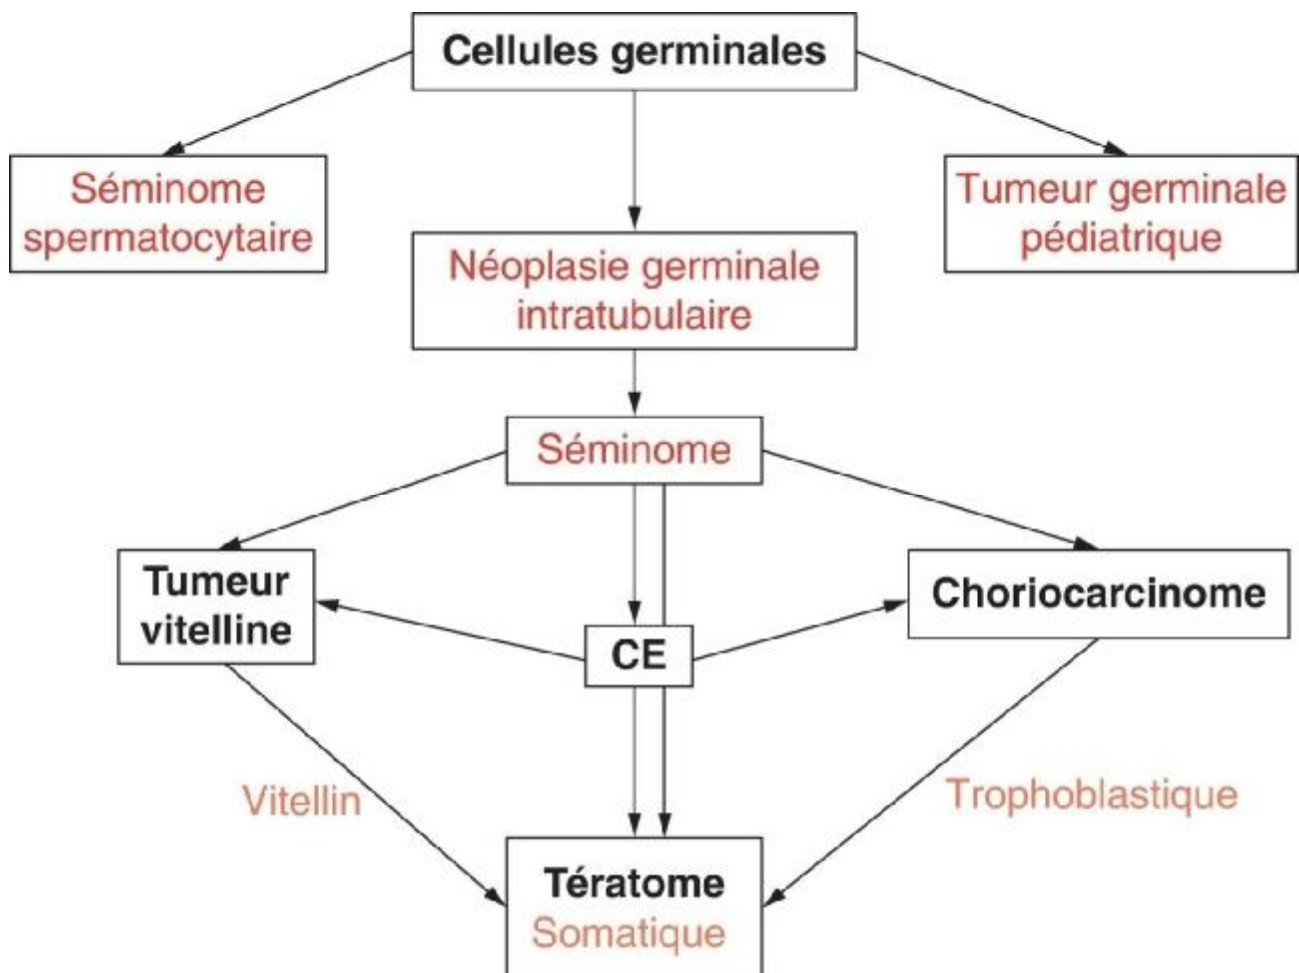 Cellules germinales
Séminome
spermatocytaire
Tumeur germinale
pédiatrique
Néoplasie germinale
intratubulaire
Séminome
Tumeur
vitelline
Choriocarcinome
CE
Vitellin
Trophoblastique
Tératome
Somatique